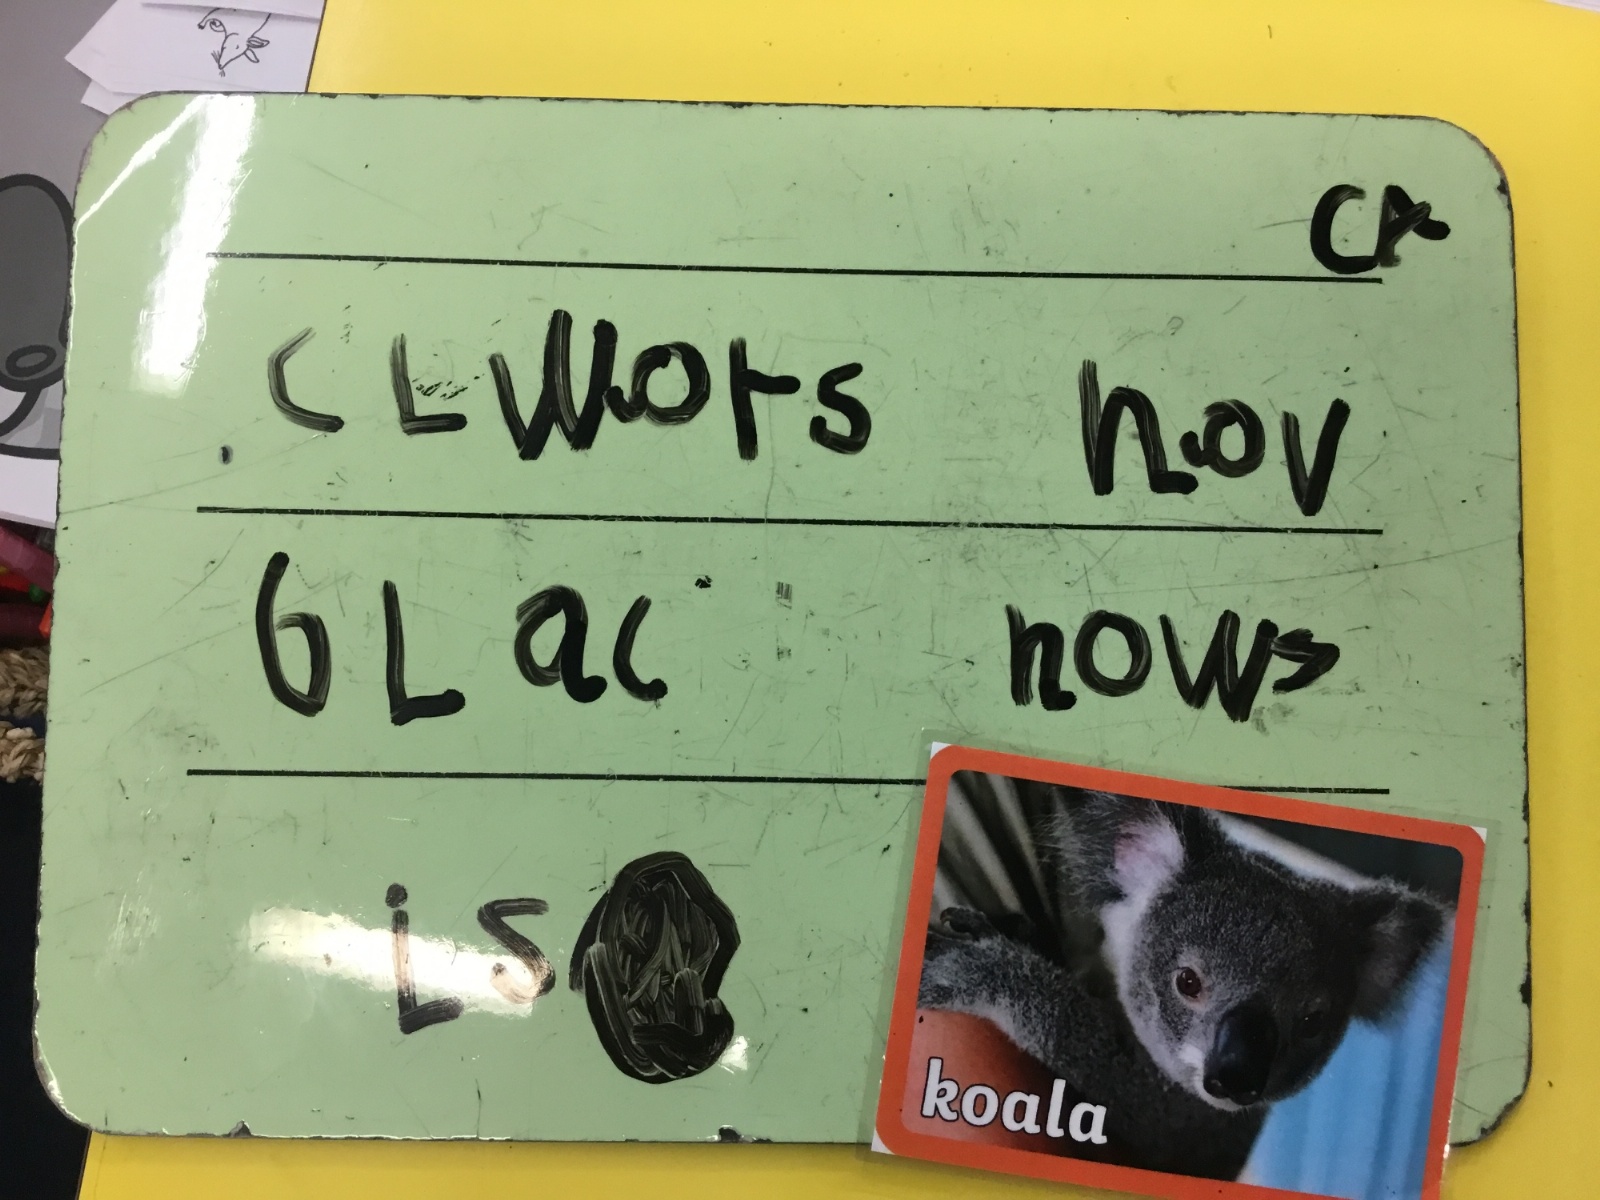 CA
CLWors nov
bLac nows
is
koala